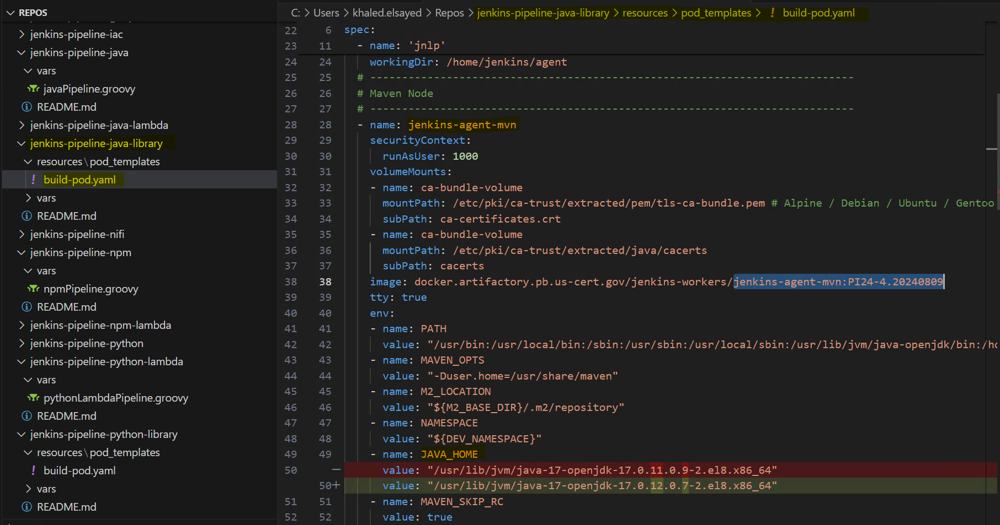 REPOS
jenkins-pipeline-iac
jenkins-pipeline-java
vars
javaPipeline.groovy
README.md
jenkins-pipeline-java-lambda
jenkins-pipeline-java-library
resources\pod_templates
! build-pod.yaml
vars
README.md
jenkins-pipeline-nifi
jenkins-pipeline-npm
vars
npmPipeline.groovy
README.md
jenkins-pipeline-npm-lambda
jenkins-pipeline-python
jenkins-pipeline-python-lambda
vars
pythonLambdaPipeline.groovy
README.md
jenkins-pipeline-python-library
resources\pod_templates
! build-pod.yaml
vars
README.md
C: > Users > khaled.elsayed > Repos > jenkins-pipeline-java-library > resources > pod_templates > ! build-pod.yaml
22 6 spec:
23 11 - name: 'jnlp'
24 24 workingDir: /home/jenkins/agent
25 25 # ----------------------------------------------------------------------------
26 26 # Maven Node
27 27 # ----------------------------------------------------------------------------
28 28 - name: jenkins-agent-mvn
29 29 securityContext:
30 30 runAsUser: 1000
31 31 volumeMounts:
32 32 - name: ca-bundle-volume
33 33 mountPath: /etc/pki/ca-trust/extracted/pem/tls-ca-bundle.pem # Alpine / Debian / Ubuntu / Gentoo
34 34 subPath: ca-certificates.crt
35 35 - name: ca-bundle-volume
36 36 mountPath: /etc/pki/ca-trust/extracted/java/cacerts
37 37 subPath: cacerts
38 38 image: docker.artifactory.pb.us-cert.gov/jenkins-workers/jenkins-agent-mvn:PI24-4.20240809
39 39 tty: true
40 40 env:
41 41 - name: PATH
42 42 value: "/usr/bin:/usr/local/bin:/sbin:/usr/sbin:/usr/local/sbin:/usr/lib/jvm/java-openjdk/bin:/ho
43 43 - name: MAVEN_OPTS
44 44 value: "-Duser.home=/usr/share/maven"
45 45 - name: M2_LOCATION
46 46 value: "${M2_BASE_DIR}/.m2/repository"
47 47 - name: NAMESPACE
48 48 value: "${DEV_NAMESPACE}"
49 49 - name: JAVA_HOME
50 — value: "/usr/lib/jvm/java-17-openjdk-17.0.11.0.9-2.el8.x86_64"
50+ value: "/usr/lib/jvm/java-17-openjdk-17.0.12.0.7-2.el8.x86_64"
51 51 - name: MAVEN_SKIP_RC
52 52 value: true